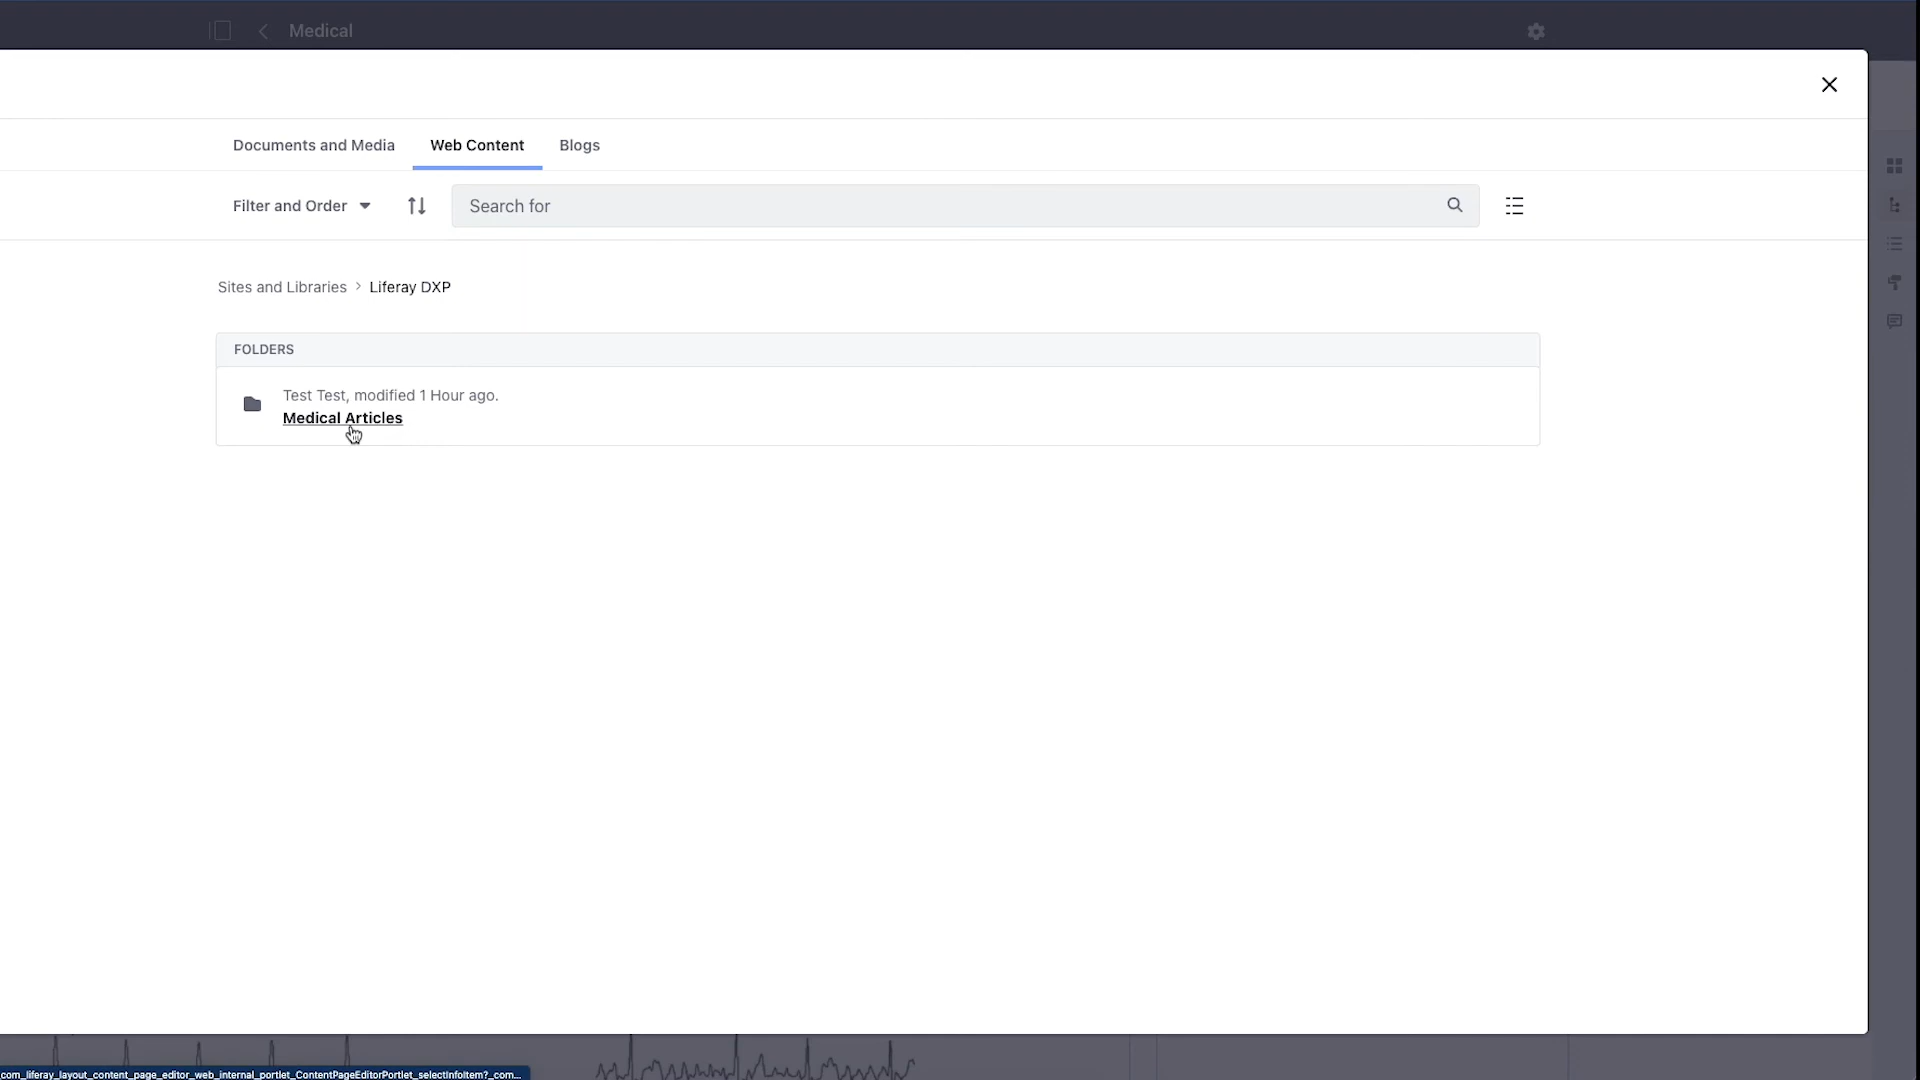 Medical
Documents and Media
Web Content
Blogs
Filter and Order
Search for
Sites and Libraries > Liferay DXP
FOLDERS
Test Test, modified 1 Hour ago.
Medical Articles
com_liferay_layout_content_page_editor_web_internal_portlet_ContentPageEditorPortlet_selectInfoItem?_com...